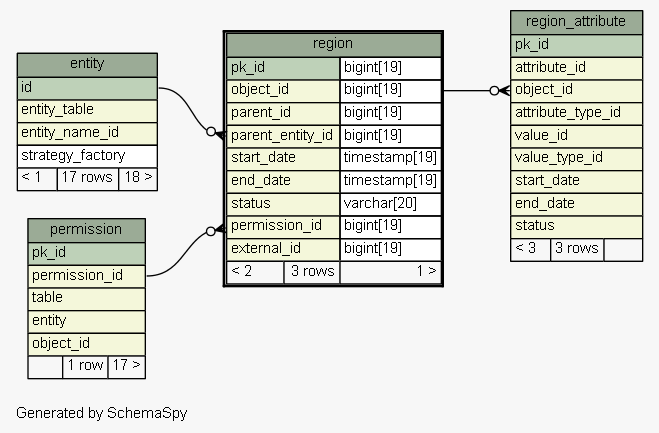 entity
id
entity_table
entity_name_id
strategy_factory
< 1 17 rows 18 >
permission
pk_id
permission_id
table
entity
object_id
1 row 17 >
region
pk_id bigint[19]
object_id bigint[19]
parent_id bigint[19]
parent_entity_id bigint[19]
start_date timestamp[19]
end_date timestamp[19]
status varchar[20]
permission_id bigint[19]
external_id bigint[19]
< 2 3 rows 1 >
region_attribute
pk_id
attribute_id
object_id
attribute_type_id
value_id
value_type_id
start_date
end_date
status
< 3 3 rows
Generated by SchemaSpy